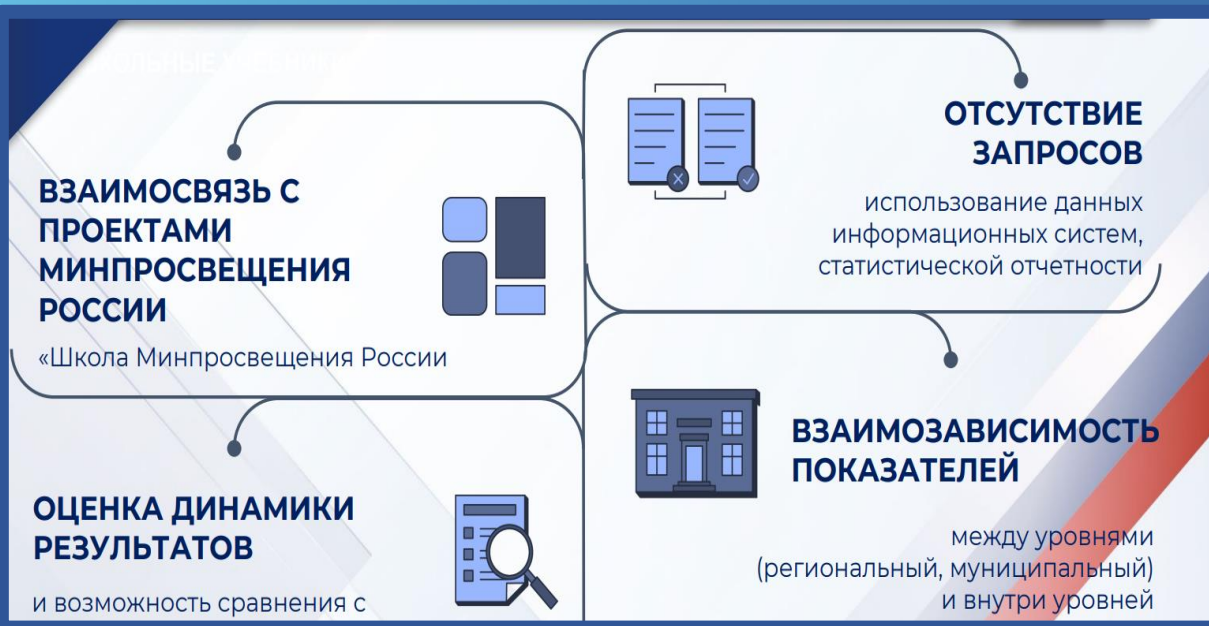 ВЗАИМОСВЯЗЬ С
ПРОЕКТАМИ
МИНПРОСВЕЩЕНИЯ
РОССИИ
«Школа Минпросвещения России
ОЦЕНКА ДИНАМИКИ
РЕЗУЛЬТАТОВ
и возможность сравнения с
ОТСУТСТВИЕ
ЗАПРОСОВ
использование данных
информационных систем,
статистической отчетности
ВЗАИМОЗАВИСИМОСТЬ
ПОКАЗАТЕЛЕЙ
между уровнями
(региональный, муниципальный)
и внутри уровней